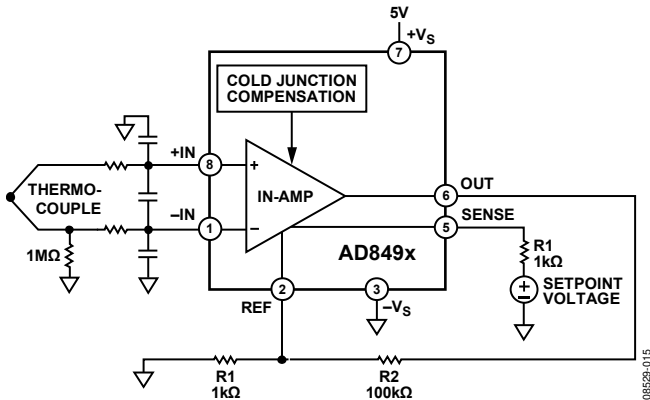 5V
+VS
7
COLD JUNCTION
COMPENSATION
+IN
8
+
THERMO-
COUPLE
IN-AMP
OUT
6
–IN
1
–
SENSE
5
1MΩ
AD849x
R1
1kΩ
+
–
SETPOINT
VOLTAGE
2
REF
3
–VS
R1
1kΩ
R2
100kΩ
08529-015